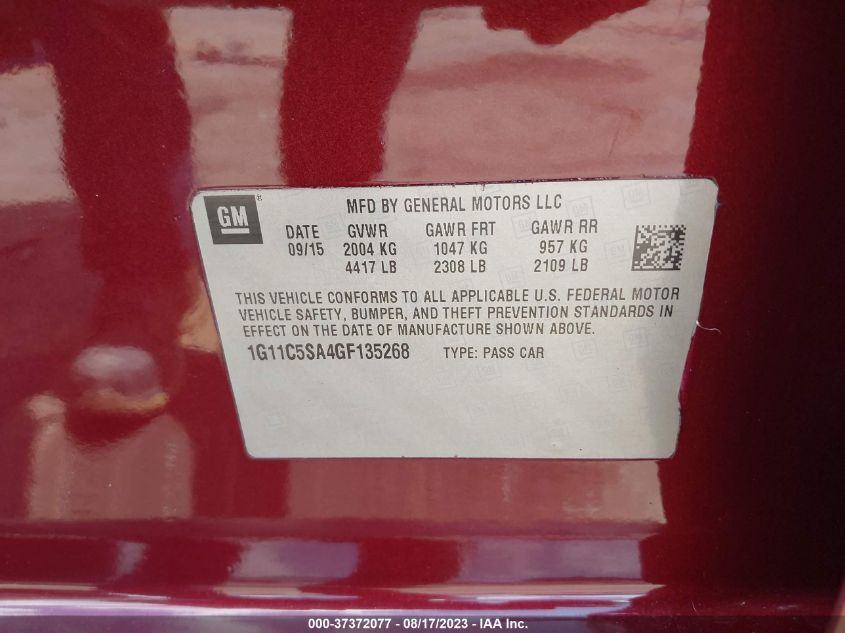 GM ®
MFD BY GENERAL MOTORS LLC
DATE GVWR GAWR FRT GAWR RR
09/15 2004 KG 1047 KG 957 KG
4417 LB 2308 LB 2109 LB
THIS VEHICLE CONFORMS TO ALL APPLICABLE U.S. FEDERAL MOTOR
VEHICLE SAFETY, BUMPER, AND THEFT PREVENTION STANDARDS IN
EFFECT ON THE DATE OF MANUFACTURE SHOWN ABOVE.
1G11C5SA4GF135268 TYPE: PASS CAR
000-37372077 - 08/17/2023 - IAA Inc.